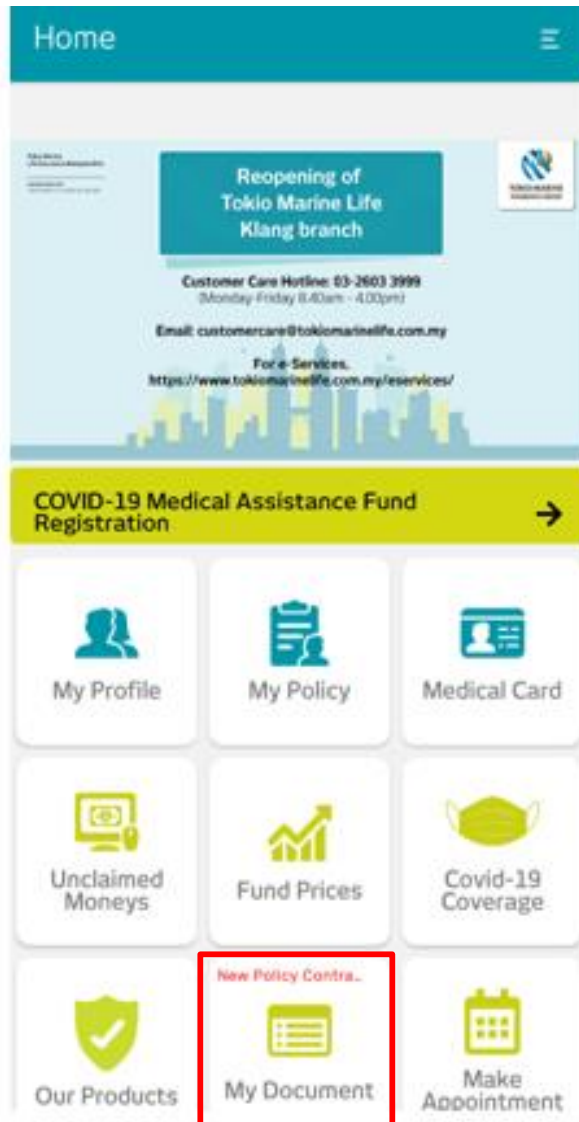 Home
Reopening of
Tokio Marine Life
Klang branch
Customer Care Hotline: 03-2603 3999
(Monday-Friday 8.40am - 4.00pm)
Email: customercare@tokiomarinelife.com.my
For e-Services,
https://www.tokiomarinelife.com.my/eservices/
TOKIO MARINE
COVID-19 Medical Assistance Fund
Registration
My Profile
My Policy
Medical Card
Unclaimed
Moneys
Fund Prices
Covid-19
Coverage
New Policy Contra..
Our Products
My Document
Make
Appointment